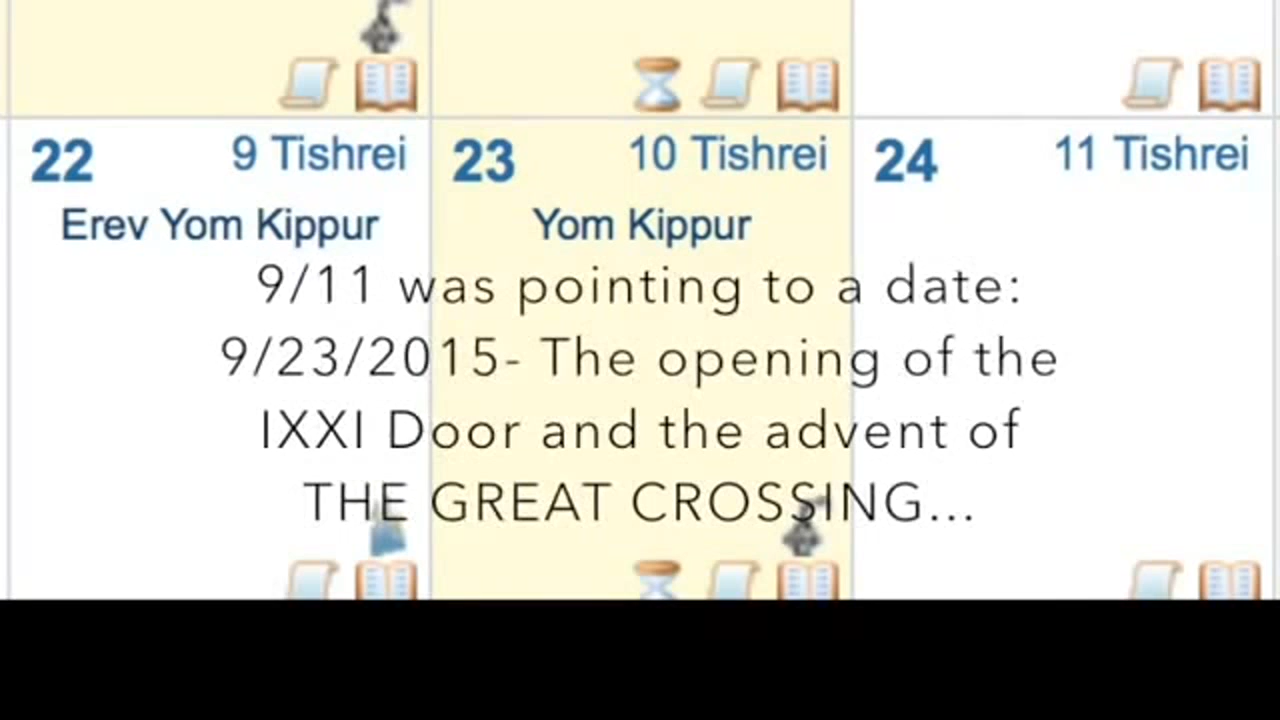 22 9 Tishrei 23 10 Tishrei 24 11 Tishrei
Erev Yom Kippur Yom Kippur
9/11 was pointing to a date:
9/23/2015- The opening of the
IXXI Door and the advent of
THE GREAT CROSSING...